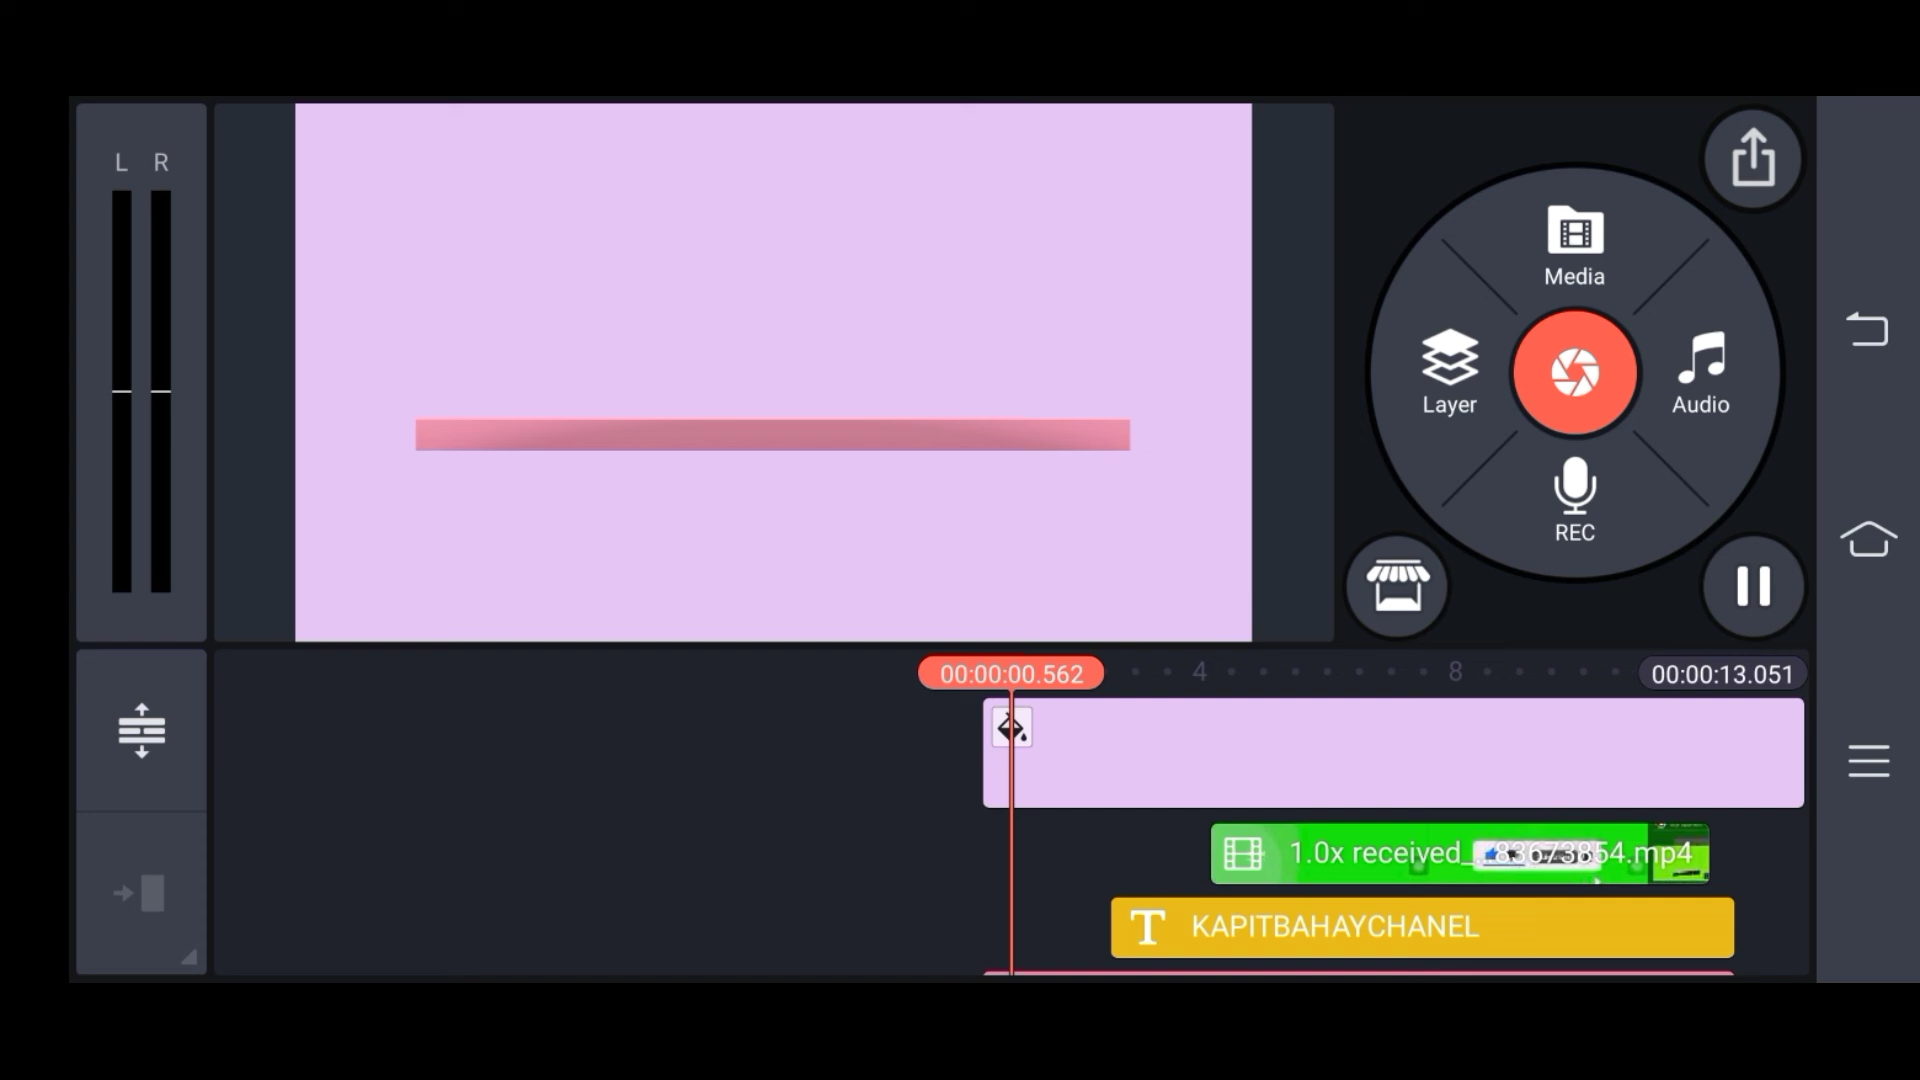 L R
Media
Layer
Audio
REC
00:00:00.562
4
8
00:00:13.051
1.0x received_...83673854.mp4
KAPITBAHAYCHANEL